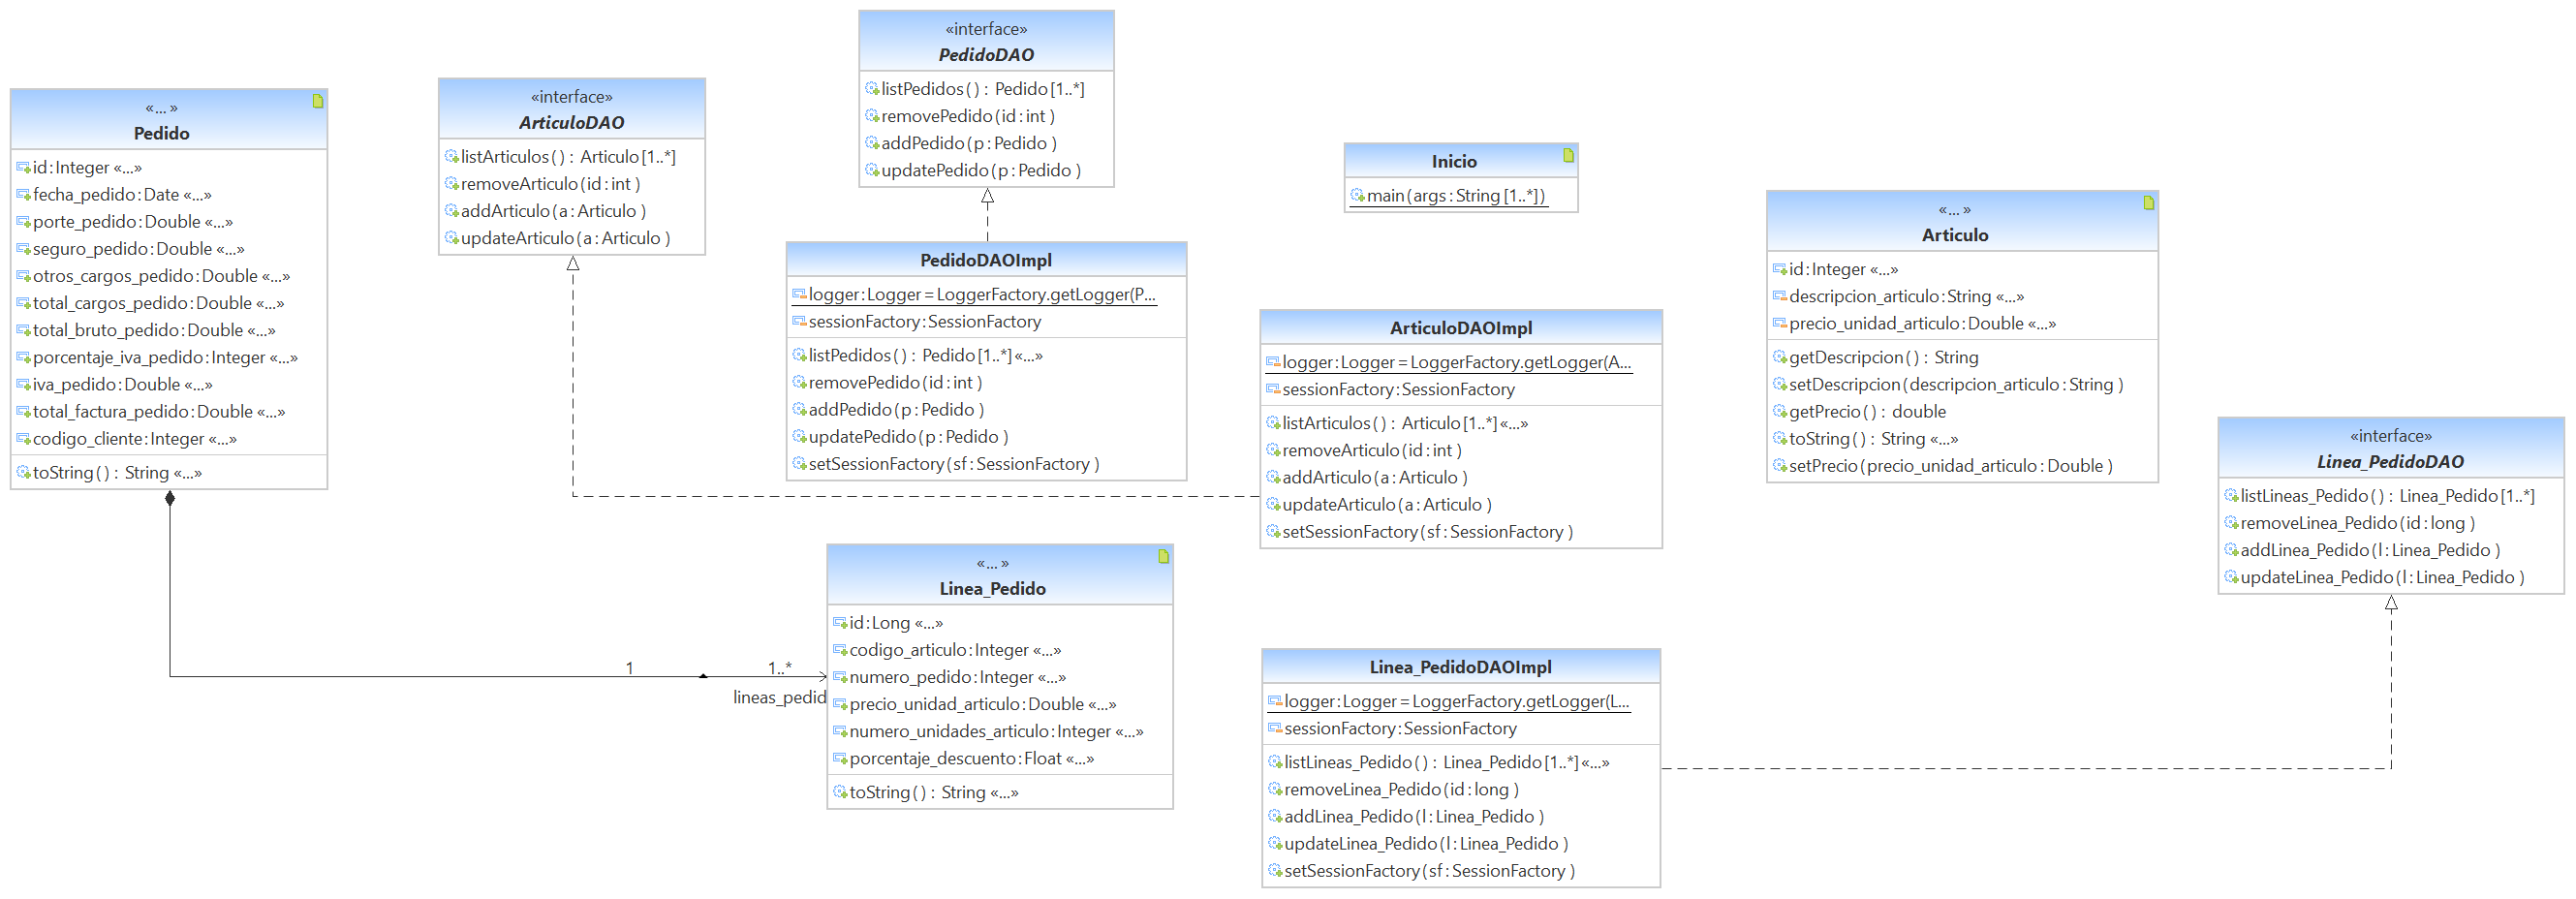 «...»
Pedido
id:Integer «...»
fecha_pedido:Date «...»
porte_pedido:Double «...»
seguro_pedido:Double «...»
otros_cargos_pedido:Double «...»
total_cargos_pedido:Double «...»
total_bruto_pedido:Double «...»
porcentaje_iva_pedido:Integer «...»
iva_pedido:Double «...»
total_factura_pedido:Double «...»
codigo_cliente:Integer «...»
toString( ) : String «...»
«interface»
ArticuloDAO
listArticulos( ) : Articulo[1..*]
removeArticulo(id:int )
addArticulo(a:Articulo )
updateArticulo(a:Articulo )
«interface»
PedidoDAO
listPedidos( ) : Pedido[1..*]
removePedido(id:int )
addPedido(p:Pedido )
updatePedido(p:Pedido )
PedidoDAOImpl
logger:Logger=LoggerFactory.getLogger(P...
sessionFactory:SessionFactory
listPedidos( ) : Pedido[1..*]«...»
removePedido(id:int )
addPedido(p:Pedido )
updatePedido(p:Pedido )
setSessionFactory(sf:SessionFactory )
Inicio
main(args:String[1..*])
ArticuloDAOImpl
logger:Logger=LoggerFactory.getLogger(A...
sessionFactory:SessionFactory
listArticulos( ) : Articulo[1..*]«...»
removeArticulo(id:int )
addArticulo(a:Articulo )
updateArticulo(a:Articulo )
setSessionFactory(sf:SessionFactory )
«...»
Articulo
id:Integer «...»
descripcion_articulo:String «...»
precio_unidad_articulo:Double «...»
getDescripcion( ) : String
setDescripcion(descripcion_articulo:String )
getPrecio( ) : double
toString( ) : String «...»
setPrecio(precio_unidad_articulo:Double )
«interface»
Linea_PedidoDAO
listLineas_Pedido( ) : Linea_Pedido[1..*]
removeLinea_Pedido(id:long )
addLinea_Pedido(l:Linea_Pedido )
updateLinea_Pedido(l:Linea_Pedido )
1
1..*
lineas_pedid
«...»
Linea_Pedido
id:Long «...»
codigo_articulo:Integer «...»
numero_pedido:Integer «...»
precio_unidad_articulo:Double «...»
numero_unidades_articulo:Integer «...»
porcentaje_descuento:Float «...»
toString( ) : String «...»
Linea_PedidoDAOImpl
logger:Logger=LoggerFactory.getLogger(L...
sessionFactory:SessionFactory
listLineas_Pedido( ) : Linea_Pedido[1..*]«...»
removeLinea_Pedido(id:long )
addLinea_Pedido(l:Linea_Pedido )
updateLinea_Pedido(l:Linea_Pedido )
setSessionFactory(sf:SessionFactory )